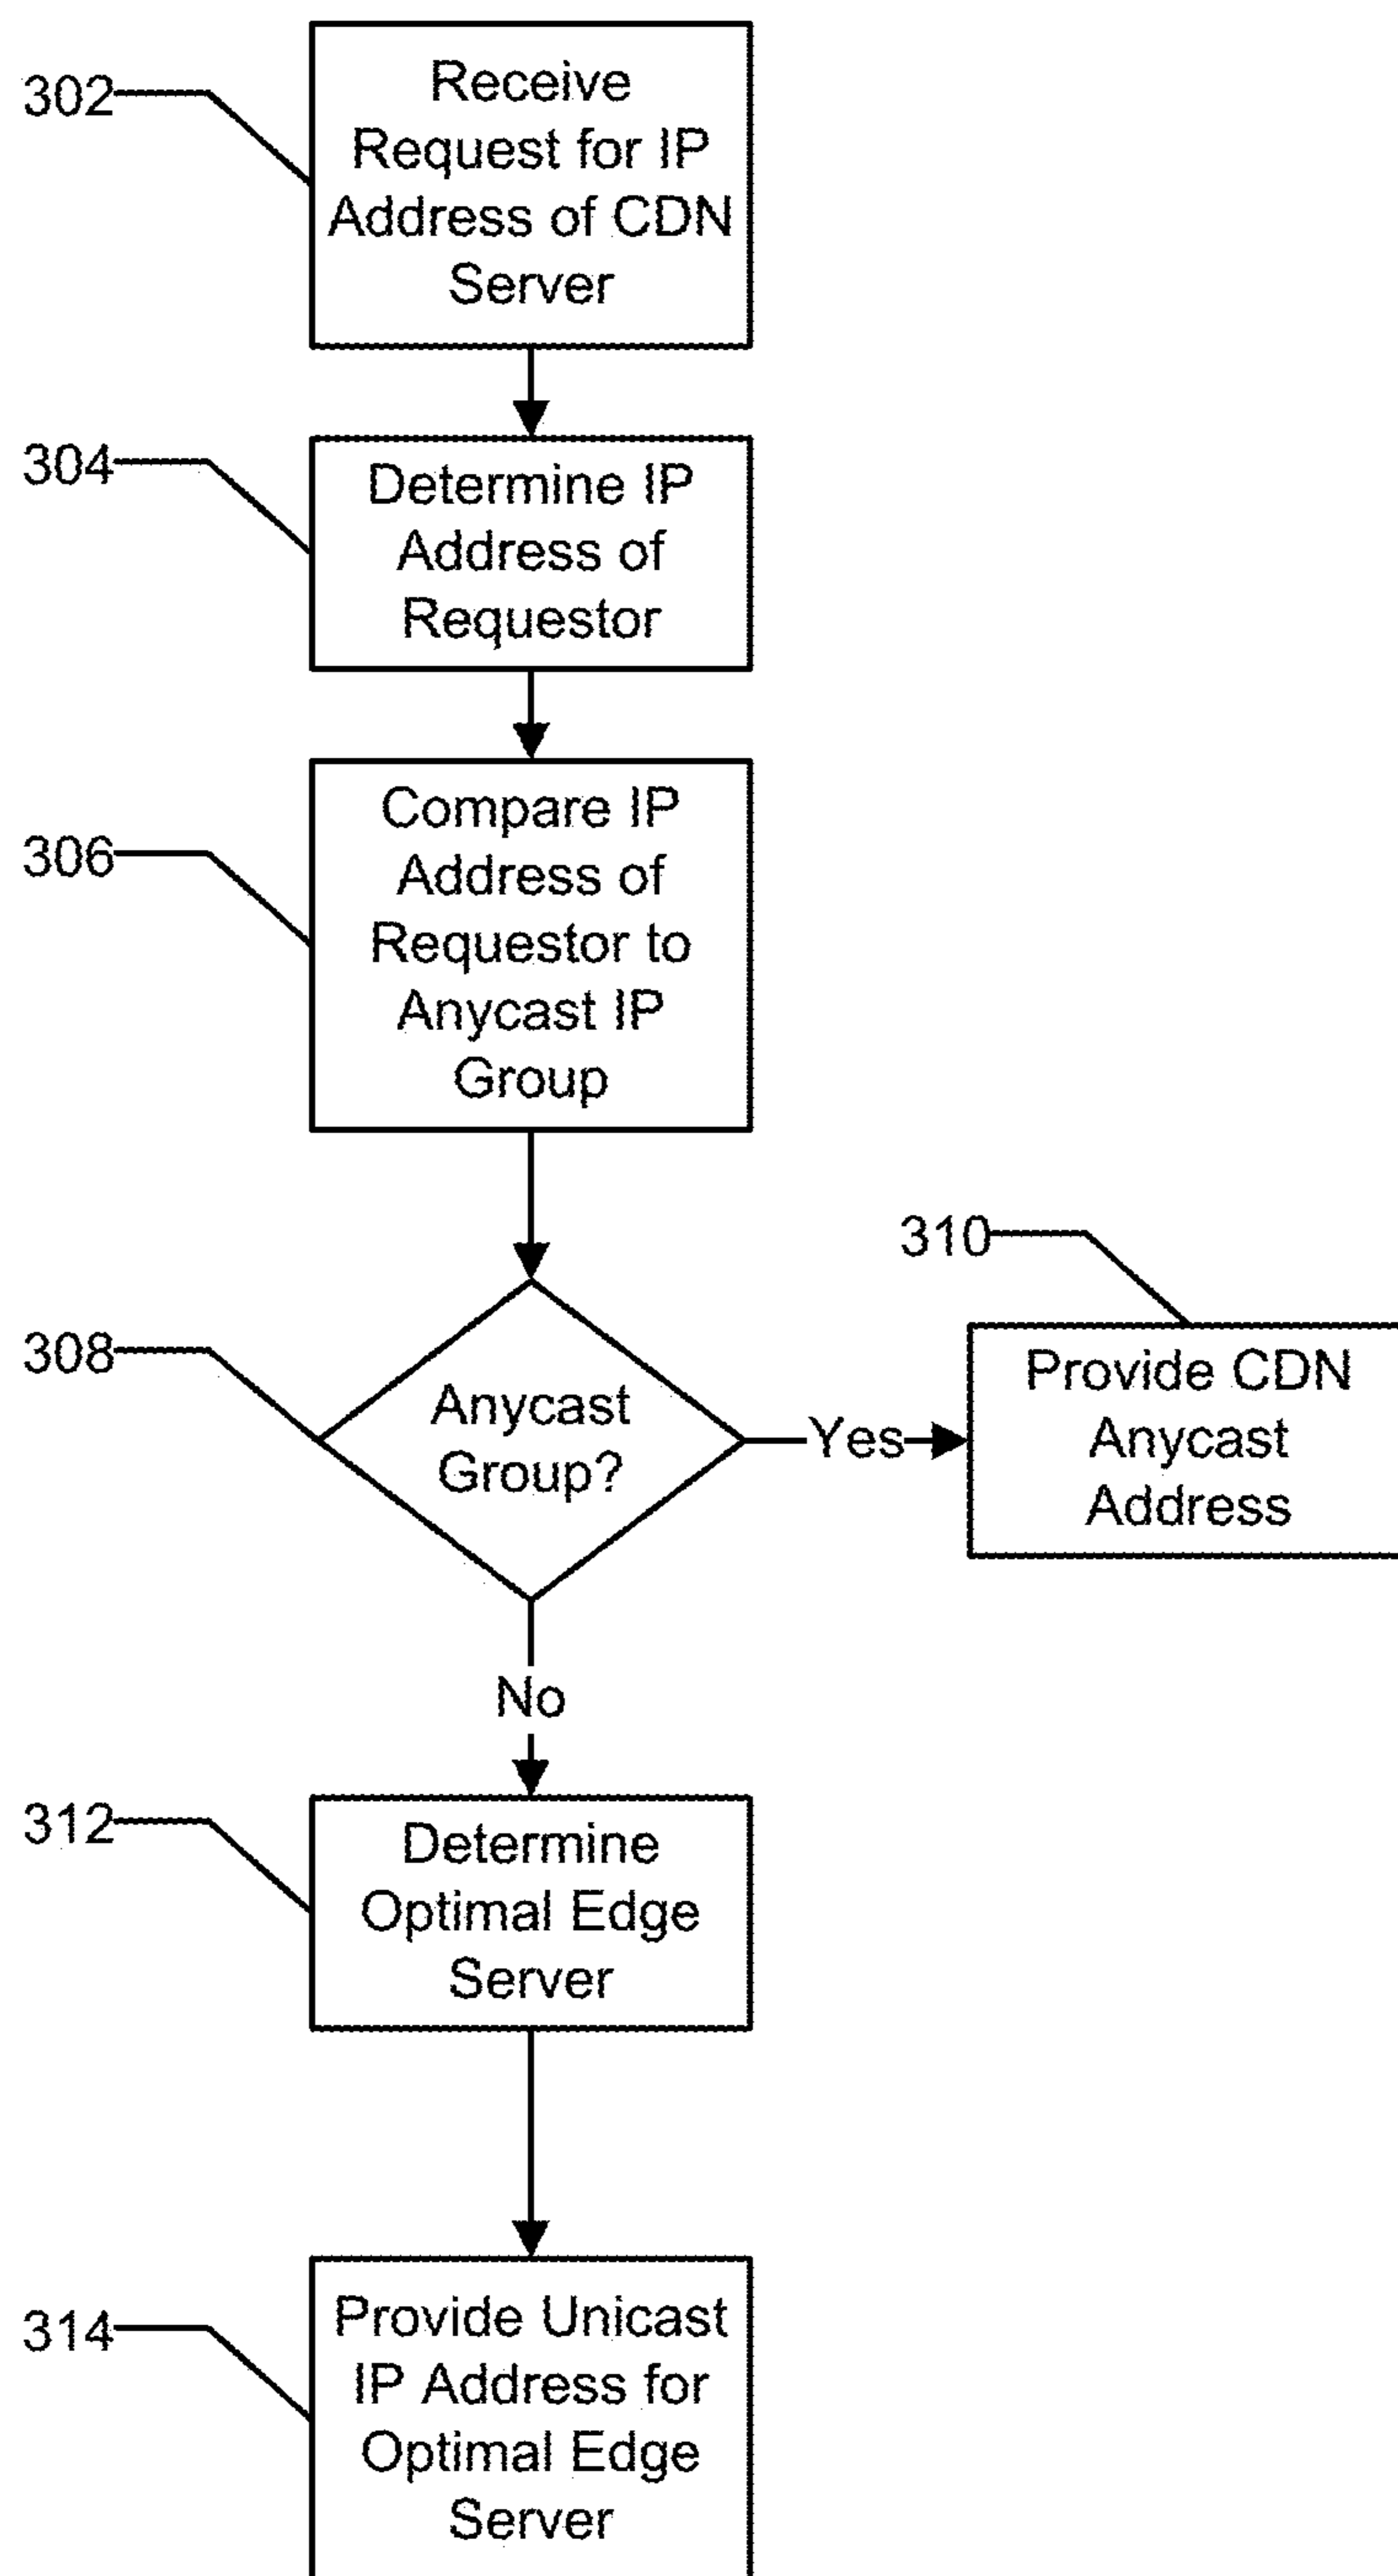 302
Receive
Request for IP
Address of CDN
Server
304
Determine IP
Address of
Requestor
306
Compare IP
Address of
Requestor to
Anycast IP
Group
308
Anycast
Group?
Yes
310
Provide CDN
Anycast
Address
No
312
Determine
Optimal Edge
Server
314
Provide Unicast
IP Address for
Optimal Edge
Server